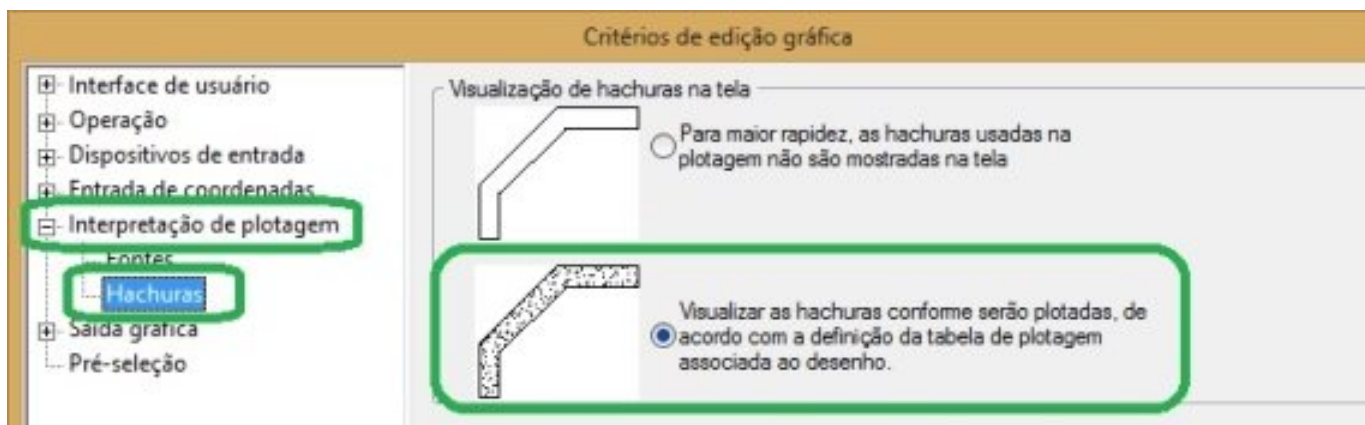 Critérios de edição gráfica
Interface de usuário
Operação
Dispositivos de entrada
Entrada de coordenadas
Interpretação de plotagem
Fontes
Hachuras
Saída gráfica
Pré-seleção
Visualização de hachuras na tela
Para maior rapidez, as hachuras usadas na
plotagem não são mostradas na tela
Visualizar as hachuras conforme serão plotadas, de
acordo com a definição da tabela de plotagem
associada ao desenho.